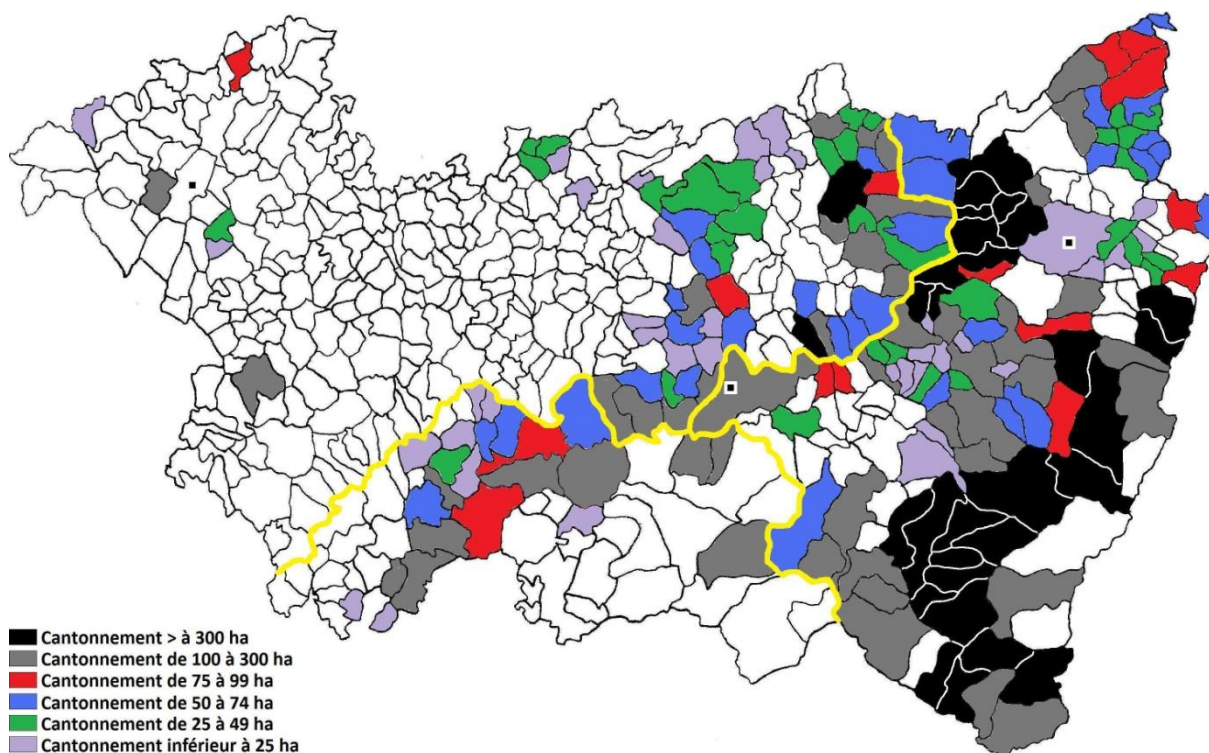 Cantonnement > à 300 ha
Cantonnement de 100 à 300 ha
Cantonnement de 75 à 99 ha
Cantonnement de 50 à 74 ha
Cantonnement de 25 à 49 ha
Cantonnement inférieur à 25 ha